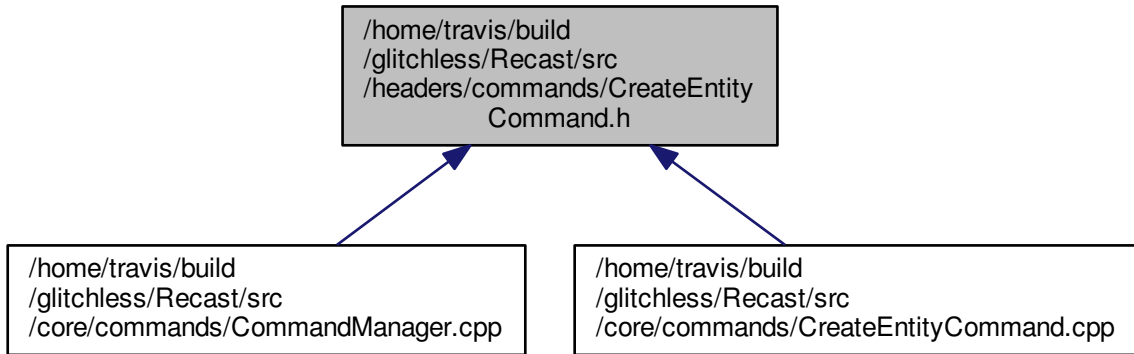 /home/travis/build
/glitchless/Recast/src
/headers/commands/CreateEntity
Command.h
/home/travis/build
/glitchless/Recast/src
/core/commands/CommandManager.cpp
/home/travis/build
/glitchless/Recast/src
/core/commands/CreateEntityCommand.cpp